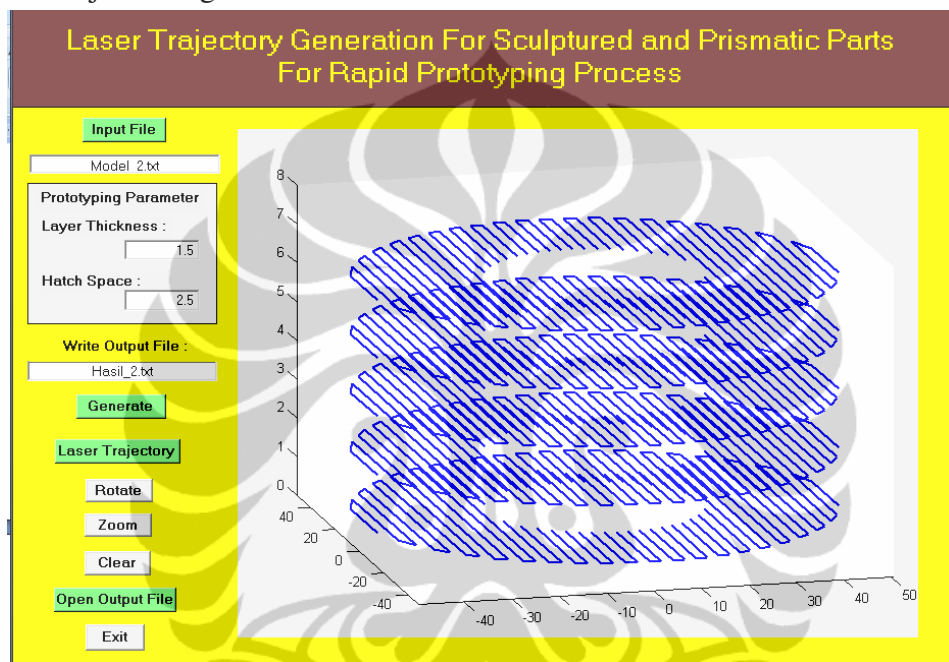 Laser Trajectory Generation For Sculptured and Prismatic Parts
For Rapid Prototyping Process
Input File
Model_2.txt
Prototyping Parameter
Layer Thickness :
1.5
Hatch Space :
2.5
Write Output File :
Hasil_2.txt
Generate
Laser Trajectory
Rotate
Zoom
Clear
Open Output File
Exit
8
7
6
5
4
3
2
1
0
40
20
0
-20
-40
-40
-30
-20
-10
0
10
20
30
40
50